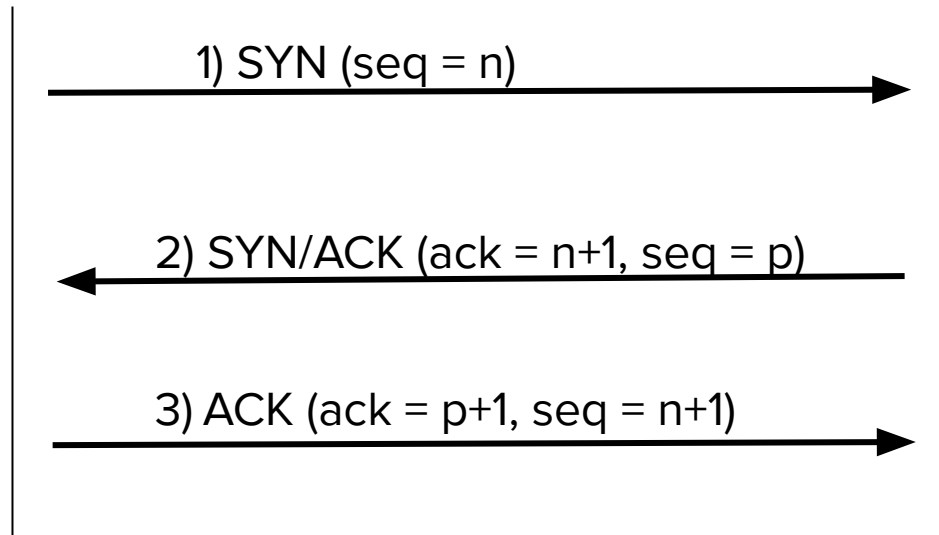 1) SYN (seq = n)
2) SYN/ACK (ack = n+1, seq = p)
3) ACK (ack = p+1, seq = n+1)